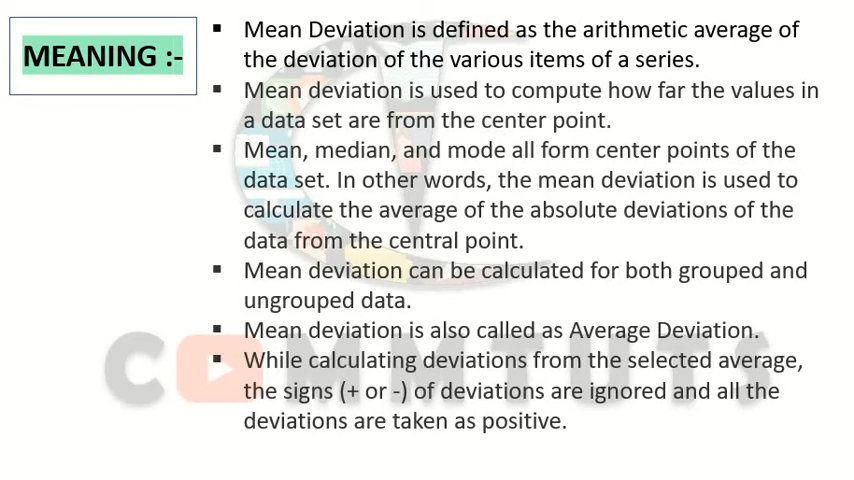 MEANING :-
▪ Mean Deviation is defined as the arithmetic average of
the deviation of the various items of a series.
▪ Mean deviation is used to compute how far the values in
a data set are from the center point.
▪ Mean, median, and mode all form center points of the
data set. In other words, the mean deviation is used to
calculate the average of the absolute deviations of the
data from the central point.
▪ Mean deviation can be calculated for both grouped and
ungrouped data.
▪ Mean deviation is also called as Average Deviation.
▪ While calculating deviations from the selected average,
the signs (+ or -) of deviations are ignored and all the
deviations are taken as positive.
COMMTUTS